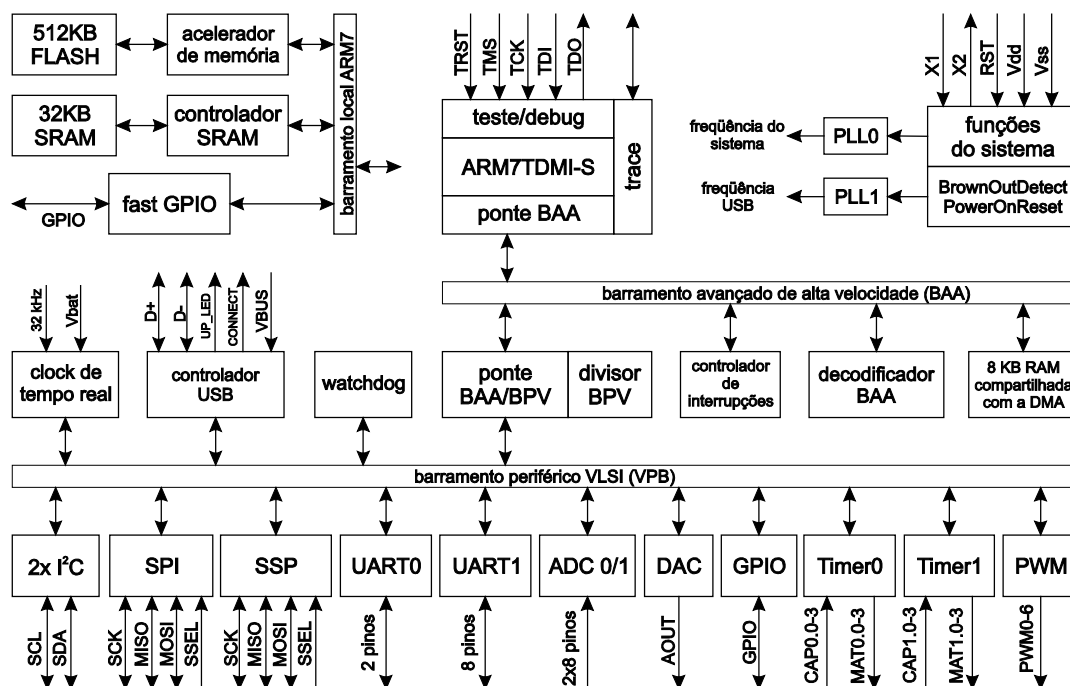 512KB
FLASH
acelerador
de memória
32KB
SRAM
controlador
SRAM
fast GPIO
GPIO
barramento local ARM7
TRST
TMS
TCK
TDI
TDO
teste/debug
ARM7TDMI-S
ponte BAA
trace
X1
X2
RST
Vdd
Vss
freqüência do
sistema
PLL0
funções
do sistema
freqüência
USB
PLL1
BrownOutDetect
PowerOnReset
barramento avançado de alta velocidade (BAA)
32 kHz
Vbat
D+
D-
UP_LED
CONNECT
VBUS
clock de
tempo real
controlador
USB
watchdog
ponte
BAA/BPV
divisor
BPV
controlador
de
interrupções
decodificador
BAA
8 KB RAM
compartilhada
com a DMA
barramento periférico VLSI (VPB)
2x I²C
SPI
SSP
UART0
UART1
ADC 0/1
DAC
GPIO
Timer0
Timer1
PWM
SCL
SDA
SCK
MISO
MOSI
SSEL
SCK
MISO
MOSI
SSEL
2 pinos
8 pinos
2x8 pinos
AOUT
GPIO
CAP0.0-3
MAT0.0-3
CAP1.0-3
MAT1.0-3
PWM0-6